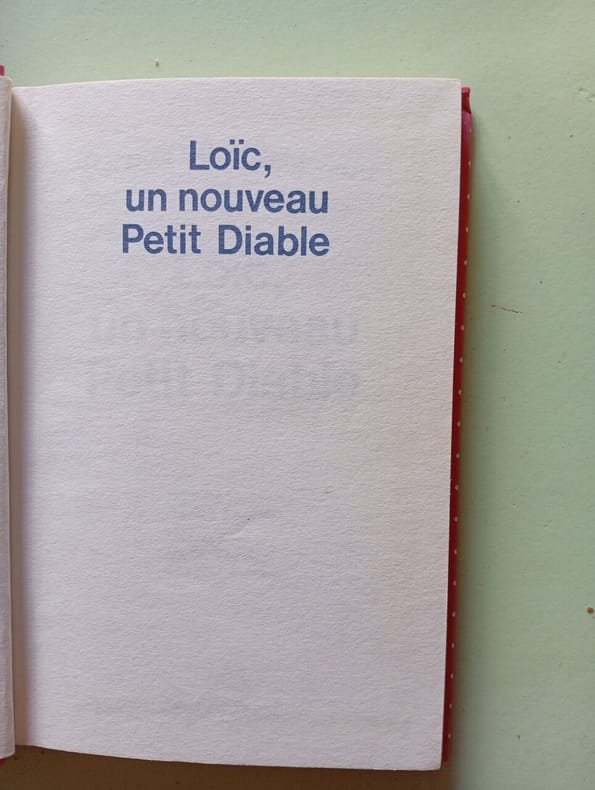 Loïc,
un nouveau
Petit Diable